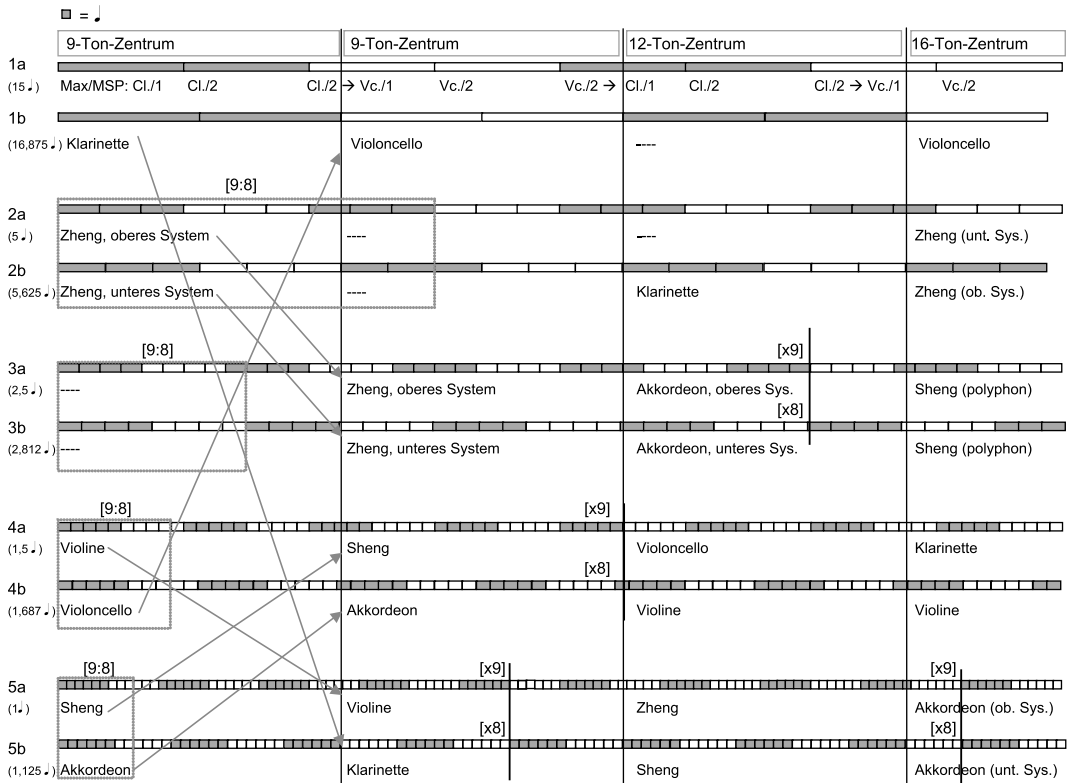 = ♩
9-Ton-Zentrum 9-Ton-Zentrum 12-Ton-Zentrum 16-Ton-Zentrum
1a
(15♩) Max/MSP: Cl./1 Cl./2 Cl./2 → Vc./1 Vc./2 Vc./2 → Cl./1 Cl./2 Cl./2 → Vc./1 Vc./2
1b
(16,875♩) Klarinette Violoncello ---- Violoncello
[9:8]
2a
(5♩) Zheng, oberes System ---- ---- Zheng (unt. Sys.)
2b
(5,625♩) Zheng, unteres System ---- Klarinette Zheng (ob. Sys.)
[9:8] [x9]
3a
(2,5♩) ---- Zheng, oberes System Akkordeon, oberes Sys. Sheng (polyphon)
[x8]
3b
(2,812♩) ---- Zheng, unteres System Akkordeon, unteres Sys. Sheng (polyphon)
[9:8] [x9]
4a
(1,5♩) Violine Sheng Violoncello Klarinette
[x8]
4b
(1,687♩) Violoncello Akkordeon Violine Violine
[9:8] [x9] [x9]
5a
(1♩) Sheng Violine Zheng Akkordeon (ob. Sys.)
[x8] [x8]
5b
(1,125♩) Akkordeon Klarinette Sheng Akkordeon (unt. Sys.)